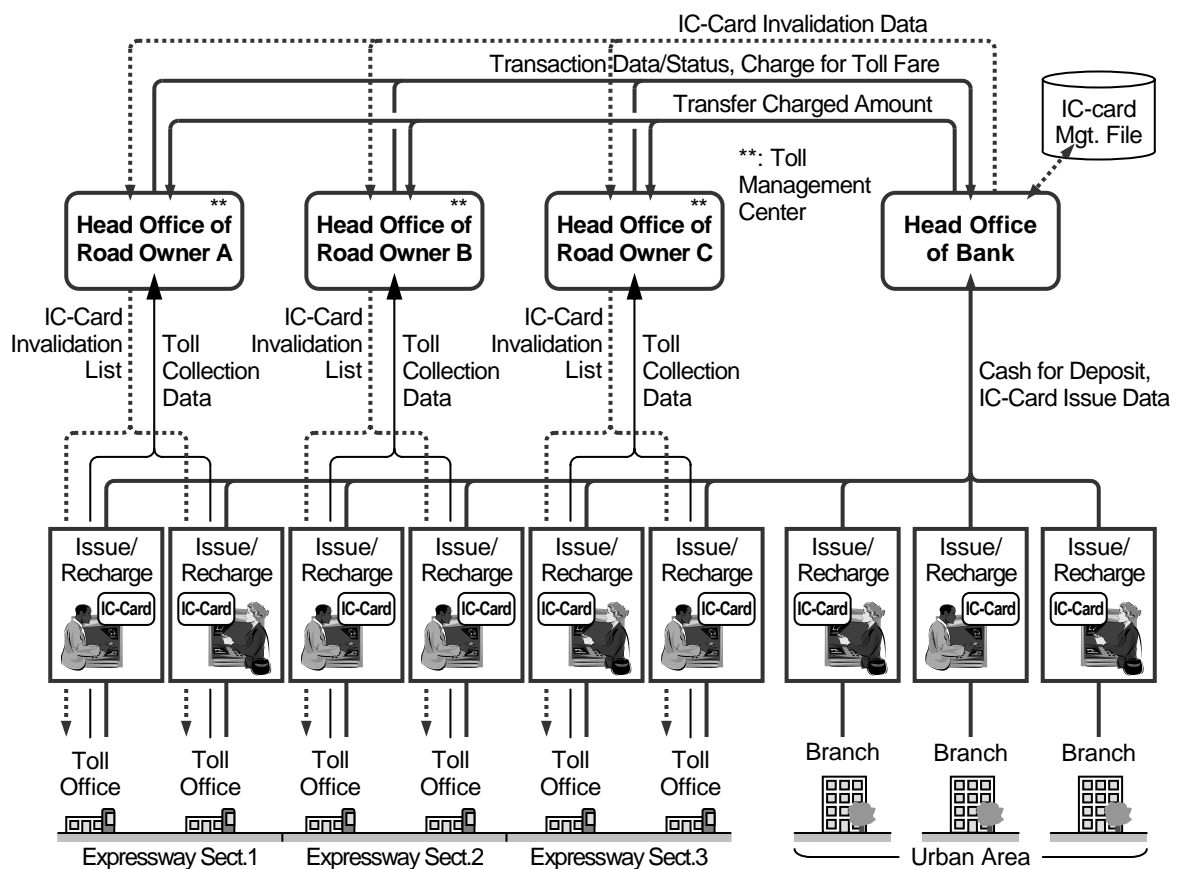 IC-Card Invalidation Data
Transaction Data/Status, Charge for Toll Fare
Transfer Charged Amount
IC-card
Mgt. File
**: Toll
Management
Center
**
Head Office of
Road Owner A
**
Head Office of
Road Owner B
**
Head Office of
Road Owner C
Head Office
of Bank
IC-Card
Invalidation
List
Toll
Collection
Data
IC-Card
Invalidation
List
Toll
Collection
Data
IC-Card
Invalidation
List
Toll
Collection
Data
Cash for Deposit,
IC-Card Issue Data
Issue/
Recharge
IC-Card
Issue/
Recharge
IC-Card
Issue/
Recharge
IC-Card
Issue/
Recharge
IC-Card
Issue/
Recharge
IC-Card
Issue/
Recharge
IC-Card
Issue/
Recharge
IC-Card
Issue/
Recharge
IC-Card
Issue/
Recharge
IC-Card
Toll
Office
Toll
Office
Toll
Office
Toll
Office
Toll
Office
Toll
Office
Branch
Branch
Branch
Expressway Sect.1
Expressway Sect.2
Expressway Sect.3
Urban Area